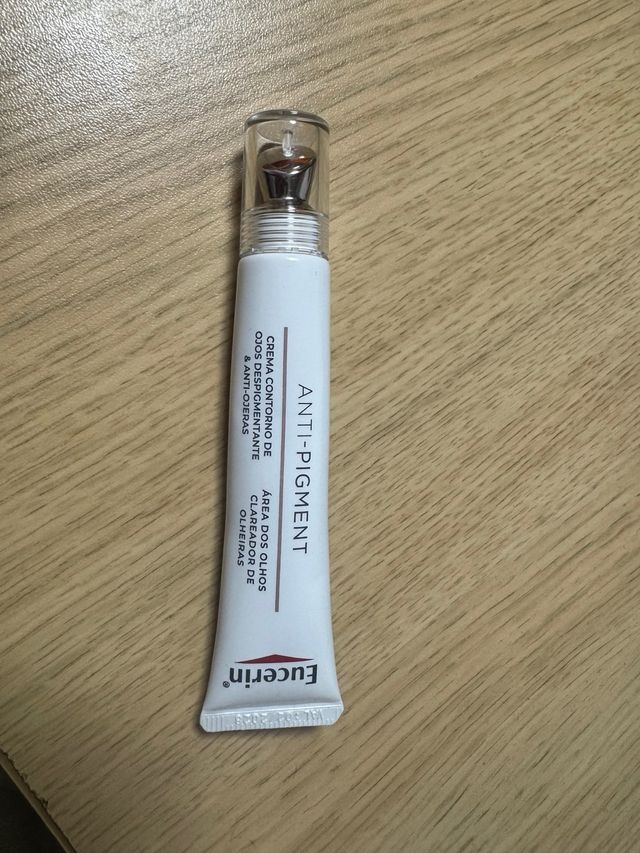 ANTI-PIGMENT
CREMA CONTORNO DE
OJOS DESPIGMENTANTE
& ANTI-OJERAS
ÁREA DOS OLHOS
CLAREADOR DE
OLHEIRAS
Eucerin®